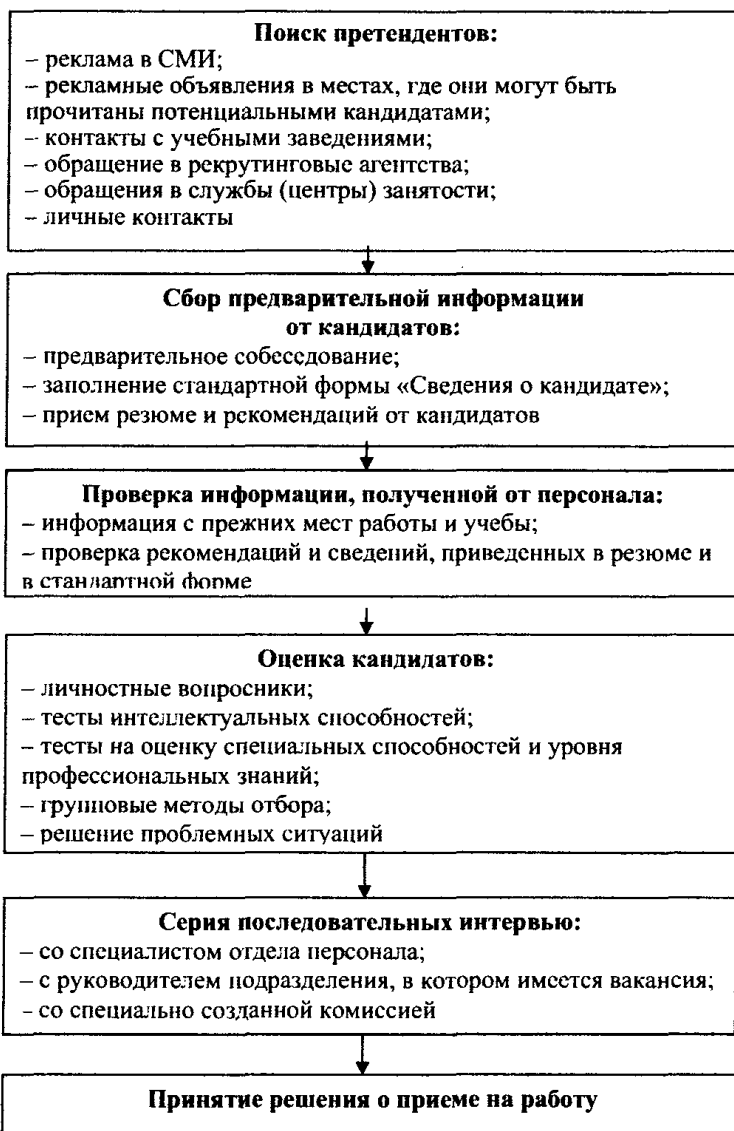 Поиск претендентов:
– реклама в СМИ;
– рекламные объявления в местах, где они могут быть
прочитаны потенциальными кандидатами;
– контакты с учебными заведениями;
– обращение в рекрутинговые агентства;
– обращения в службы (центры) занятости;
– личные контакты
Сбор предварительной информации
от кандидатов:
– предварительное собеседование;
– заполнение стандартной формы «Сведения о кандидате»;
– прием резюме и рекомендаций от кандидатов
Проверка информации, полученной от персонала:
– информация с прежних мест работы и учебы;
– проверка рекомендаций и сведений, приведенных в резюме и
в стандартной форме
Оценка кандидатов:
– личностные вопросники;
– тесты интеллектуальных способностей;
– тесты на оценку специальных способностей и уровня
профессиональных знаний;
– групповые методы отбора;
– решение проблемных ситуаций
Серия последовательных интервью:
– со специалистом отдела персонала;
– с руководителем подразделения, в котором имеется вакансия;
- со специально созданной комиссией
Принятие решения о приеме на работу